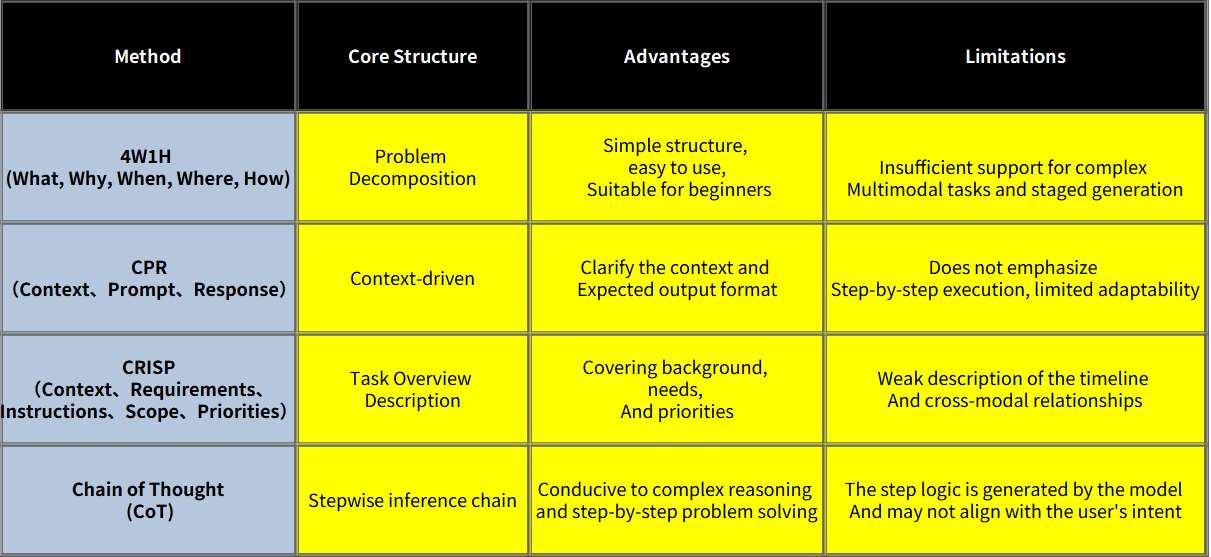 Method
Core Structure
Advantages
Limitations
4W1H
(What, Why, When, Where, How)
Problem
Decomposition
Simple structure,
easy to use,
Suitable for beginners
Insufficient support for complex
Multimodal tasks and staged generation
CPR
（Context、Prompt、Response）
Context-driven
Clarify the context and
Expected output format
Does not emphasize
Step-by-step execution, limited adaptability
CRISP
（Context、Requirements、
Instructions、Scope、Priorities）
Task Overview
Description
Covering background,
needs,
And priorities
Weak description of the timeline
And cross-modal relationships
Chain of Thought
(CoT)
Stepwise inference chain
Conducive to complex reasoning
and step-by-step problem solving
The step logic is generated by the model
And may not align with the user's intent